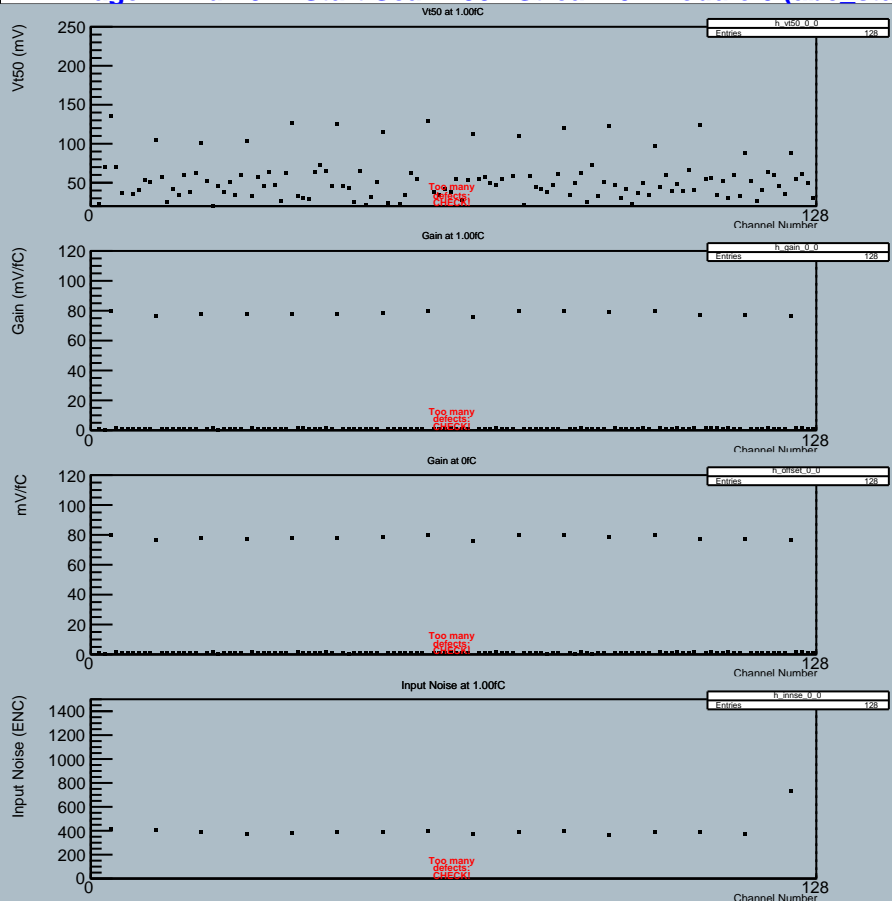 Vt50 at 1.00fC
h_vt50_0_0
Entries 128
Vt50 (mV)
250
200
150
100
50
Too many
defects:
CHECK!
0
128
Channel Number
Gain at 1.00fC
h_gain_0_0
Entries 128
Gain (mV/fC)
120
100
80
60
40
20
0
Too many
defects:
CHECK!
0
128
Channel Number
Gain at 0fC
h_offset_0_0
Entries 128
mV/fC
120
100
80
60
40
20
0
Too many
defects:
CHECK!
0
128
Channel Number
Input Noise at 1.00fC
h_innse_0_0
Entries 128
Input Noise (ENC)
1400
1200
1000
800
600
400
200
0
Too many
defects:
CHECK!
0
128
Channel Number